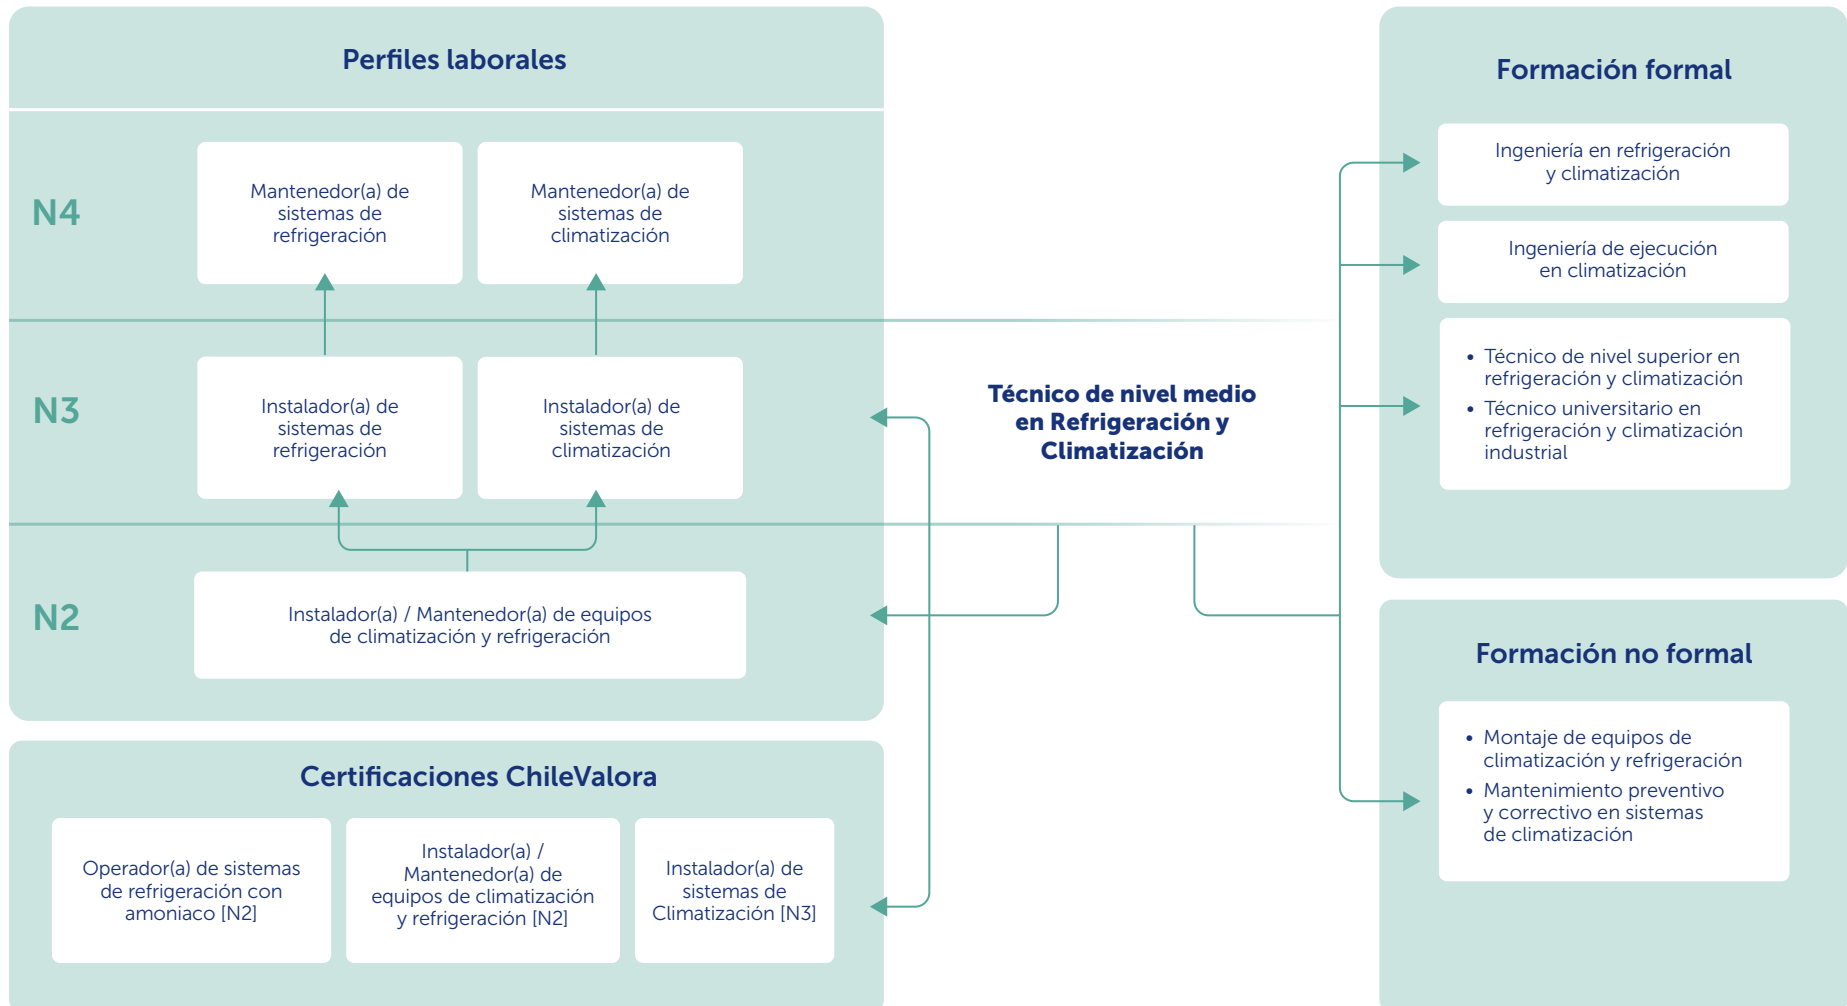 Perfiles laborales
N4
Mantenedor(a) de
sistemas de
refrigeración
Mantenedor(a) de
sistemas de
climatización
N3
Instalador(a) de
sistemas de
refrigeración
Instalador(a) de
sistemas de
climatización
N2
Instalador(a) / Mantenedor(a) de equipos
de climatización y refrigeración
Certificaciones ChileValora
Operador(a) de sistemas
de refrigeración con
amoniaco [N2]
Instalador(a) /
Mantenedor(a) de
equipos de climatización
y refrigeración [N2]
Instalador(a) de
sistemas de
Climatización [N3]
Técnico de nivel medio
en Refrigeración y
Climatización
Formación formal
Ingeniería en refrigeración
y climatización
Ingeniería de ejecución
en climatización
• Técnico de nivel superior en
refrigeración y climatización
• Técnico universitario en
refrigeración y climatización
industrial
Formación no formal
• Montaje de equipos de
climatización y refrigeración
• Mantenimiento preventivo
y correctivo en sistemas
de climatización